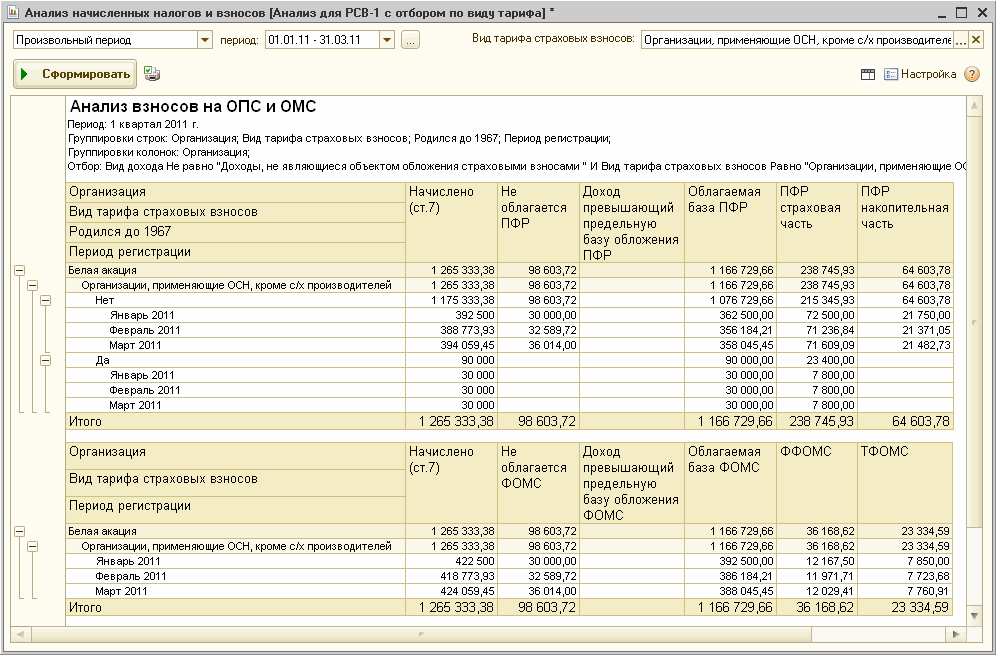 Анализ начисленных налогов и взносов [Анализ для РСВ-1 с отбором по виду тарифа] *
Произвольный период период: 01.01.11 - 31.03.11 ... Вид тарифа страховых взносов: Организации, применяющие ОСН, кроме с/х производителе ...
Сформировать Настройка ?
Анализ взносов на ОПС и ОМС
Период: 1 квартал 2011 г.
Группировки строк: Организация; Вид тарифа страховых взносов; Родился до 1967; Период регистрации;
Группировки колонок: Организация;
Отбор: Вид дохода Не равно "Доходы, не являющиеся объектом обложения страховыми взносами " И Вид тарифа страховых взносов Равно "Организации, применяющие ОС
Организация Начислено Не Доход Облагаемая ПФР ПФР
(ст.7) облагается превышающий база ПФР страховая накопительная
Вид тарифа страховых взносов ПФР предельную часть часть
Родился до 1967 базу обложения
Период регистрации ПФР
Белая акация 1 265 333,38 98 603,72 1 166 729,66 238 745,93 64 603,78
Организации, применяющие ОСН, кроме с/х производителей 1 265 333,38 98 603,72 1 166 729,66 238 745,93 64 603,78
Нет 1 175 333,38 98 603,72 1 076 729,66 215 345,93 64 603,78
Январь 2011 392 500 30 000,00 362 500,00 72 500,00 21 750,00
Февраль 2011 388 773,93 32 589,72 356 184,21 71 236,84 21 371,05
Март 2011 394 059,45 36 014,00 358 045,45 71 609,09 21 482,73
Да 90 000 90 000,00 23 400,00
Январь 2011 30 000 30 000,00 7 800,00
Февраль 2011 30 000 30 000,00 7 800,00
Март 2011 30 000 30 000,00 7 800,00
Итого 1 265 333,38 98 603,72 1 166 729,66 238 745,93 64 603,78
Организация Начислено Не Доход Облагаемая ФФОМС ТФОМС
(ст.7) облагается превышающий база ФОМС
Вид тарифа страховых взносов ФОМС предельную
базу обложения
Период регистрации ФОМС
Белая акация 1 265 333,38 98 603,72 1 166 729,66 36 168,62 23 334,59
Организации, применяющие ОСН, кроме с/х производителей 1 265 333,38 98 603,72 1 166 729,66 36 168,62 23 334,59
Январь 2011 422 500 30 000,00 392 500,00 12 167,50 7 850,00
Февраль 2011 418 773,93 32 589,72 386 184,21 11 971,71 7 723,68
Март 2011 424 059,45 36 014,00 388 045,45 12 029,41 7 760,91
Итого 1 265 333,38 98 603,72 1 166 729,66 36 168,62 23 334,59